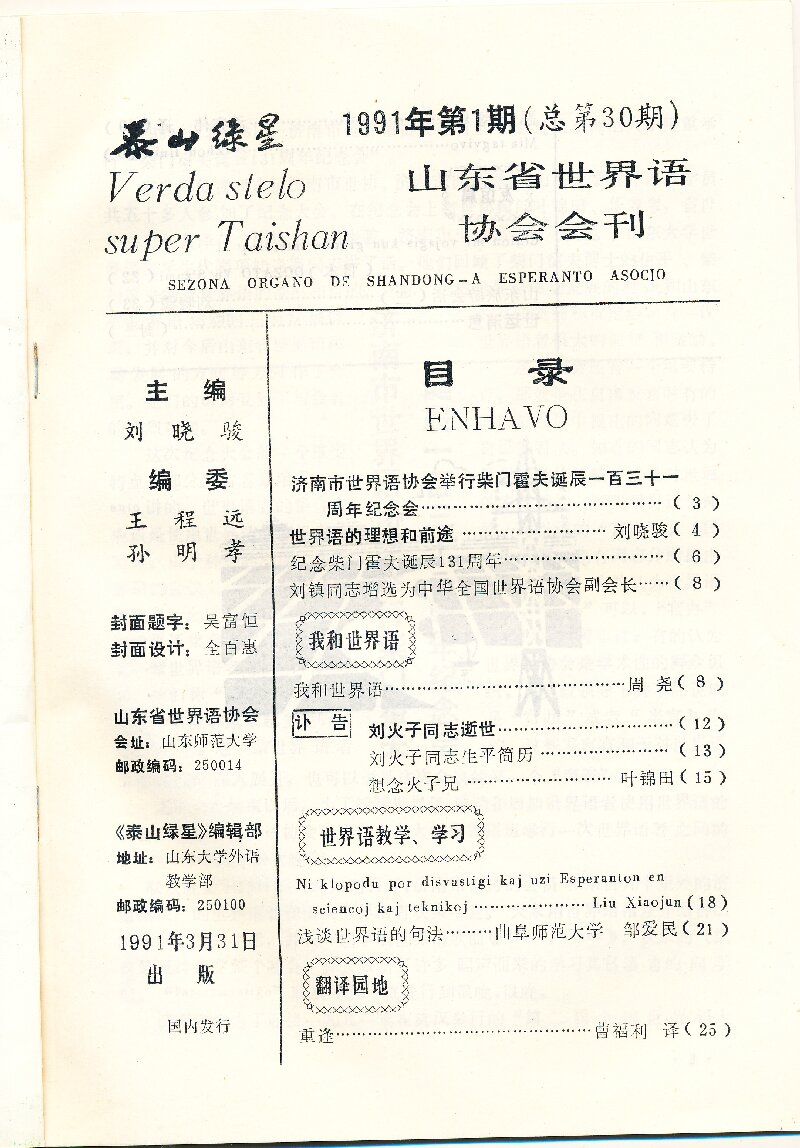 泰山绿星
1991年第1期(总第30期)
Verda stelo
super Taishan
山东省世界语
协会会刊
SEZONA ORGANO DE SHANDONG-A ESPERANTO ASOCIO
主 编
刘 晓 骏
编 委
王 程 远
孙 明 孝
封面题字：吴富恒
封面设计：全百惠
山东省世界语协会
会址：山东师范大学
邮政编码：250014
《泰山绿星》编辑部
地址：山东大学外语
教学部
邮政编码：250100
1991年3月31日
出 版
国内发行
目 录
ENHAVO
济南市世界语协会举行柴门霍夫诞辰一百三十一
周年纪念会……………………………(3)
世界语的理想和前途………………刘晓骏(4)
纪念柴门霍夫诞辰131周年…………………(6)
刘镇同志增选为中华全国世界语协会副会长……(8)
我和世界语
我和世界语……………………………周 尧(8)
讣 告
刘火子同志逝世……………………(12)
刘火子同志生平简历………………(13)
想念火子兄………………叶锦田(15)
世界语教学、学习
Ni klopodu por disvastigi kaj uzi Esperanton en
sciencoj kaj teknikoj………………Liu Xiaojun(18)
浅谈世界语的句法………曲阜师范大学 邹爱民(21)
翻译园地
重逢………………………………曹福利 译(25)